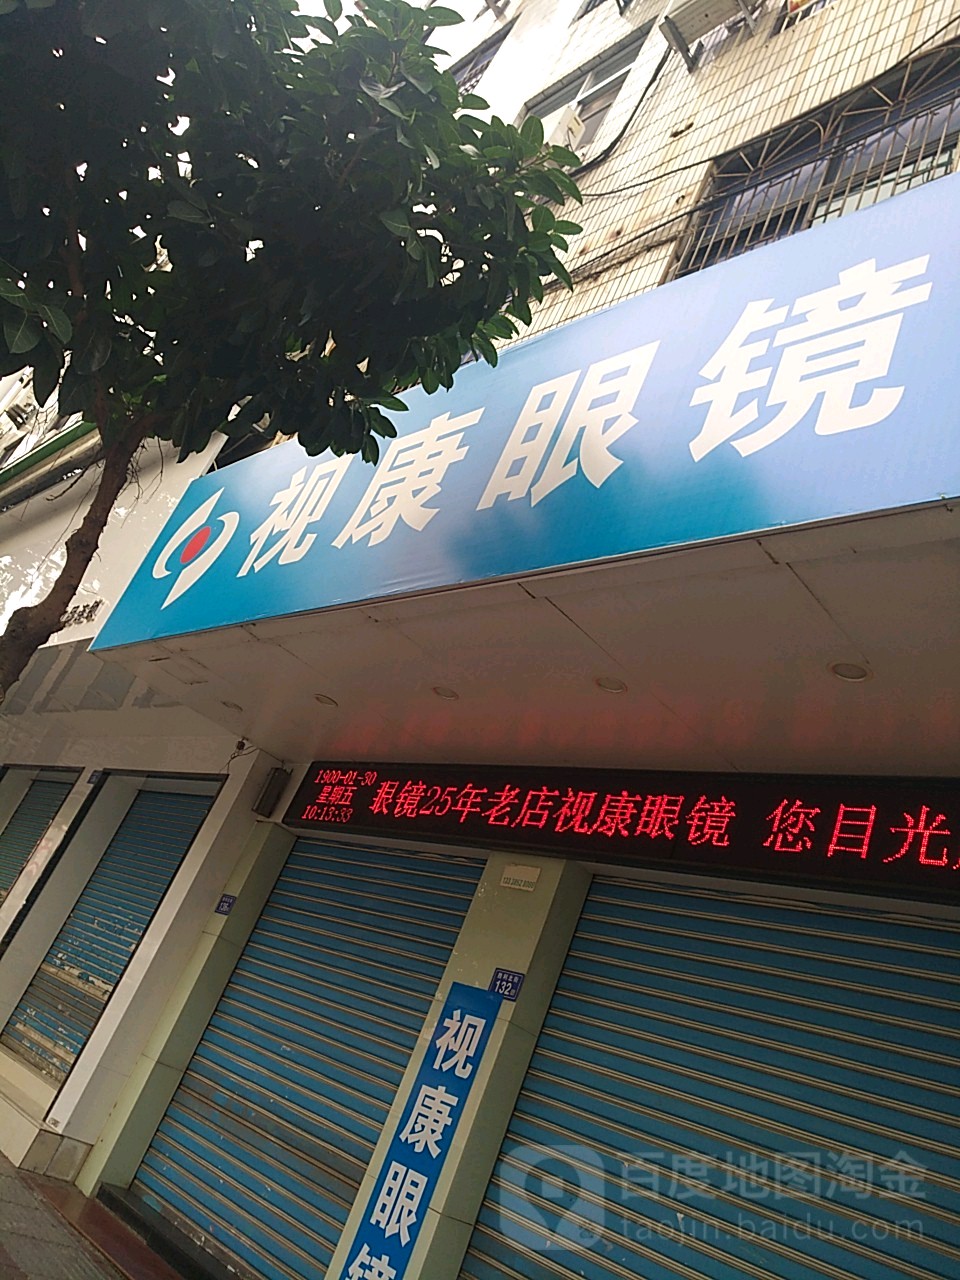 视康眼镜
1900-01-30
星期五
10:13:33
眼镜25年老店视康眼镜 您目光
132
视康眼镜
百度地图淘金
taojin.baidu.com